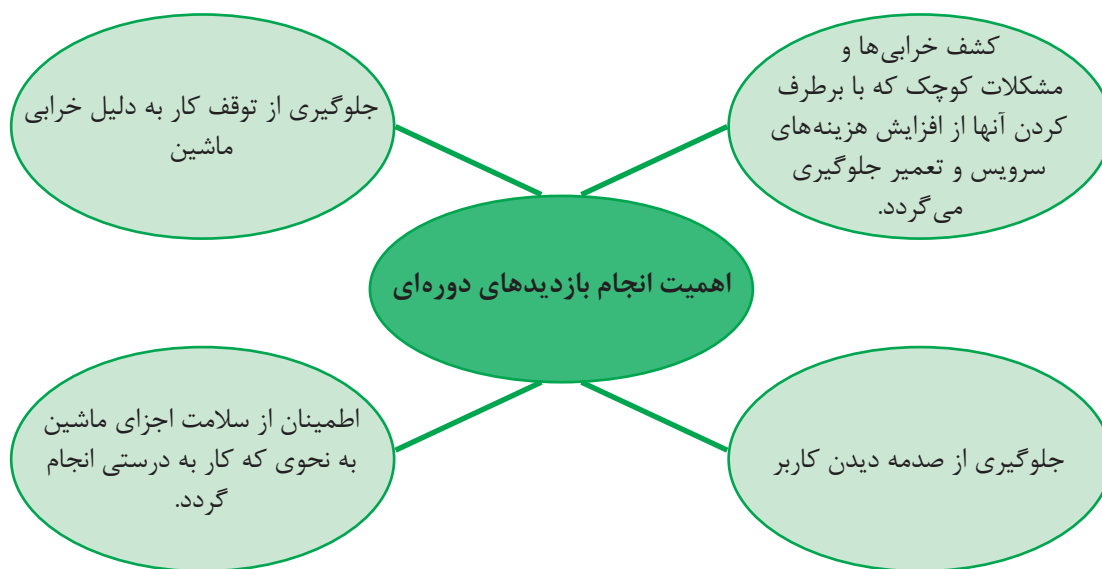 کشف خرابی‌ها و
مشکلات کوچک که با برطرف
کردن آنها از افزایش هزینه‌های
سرویس و تعمیر جلوگیری
می‌گردد.
جلوگیری از توقف کار به دلیل خرابی
ماشین
اهمیت انجام بازدیدهای دوره‌ای
جلوگیری از صدمه دیدن کاربر
اطمینان از سلامت اجزای ماشین
به نحوی که کار به درستی انجام
گردد.